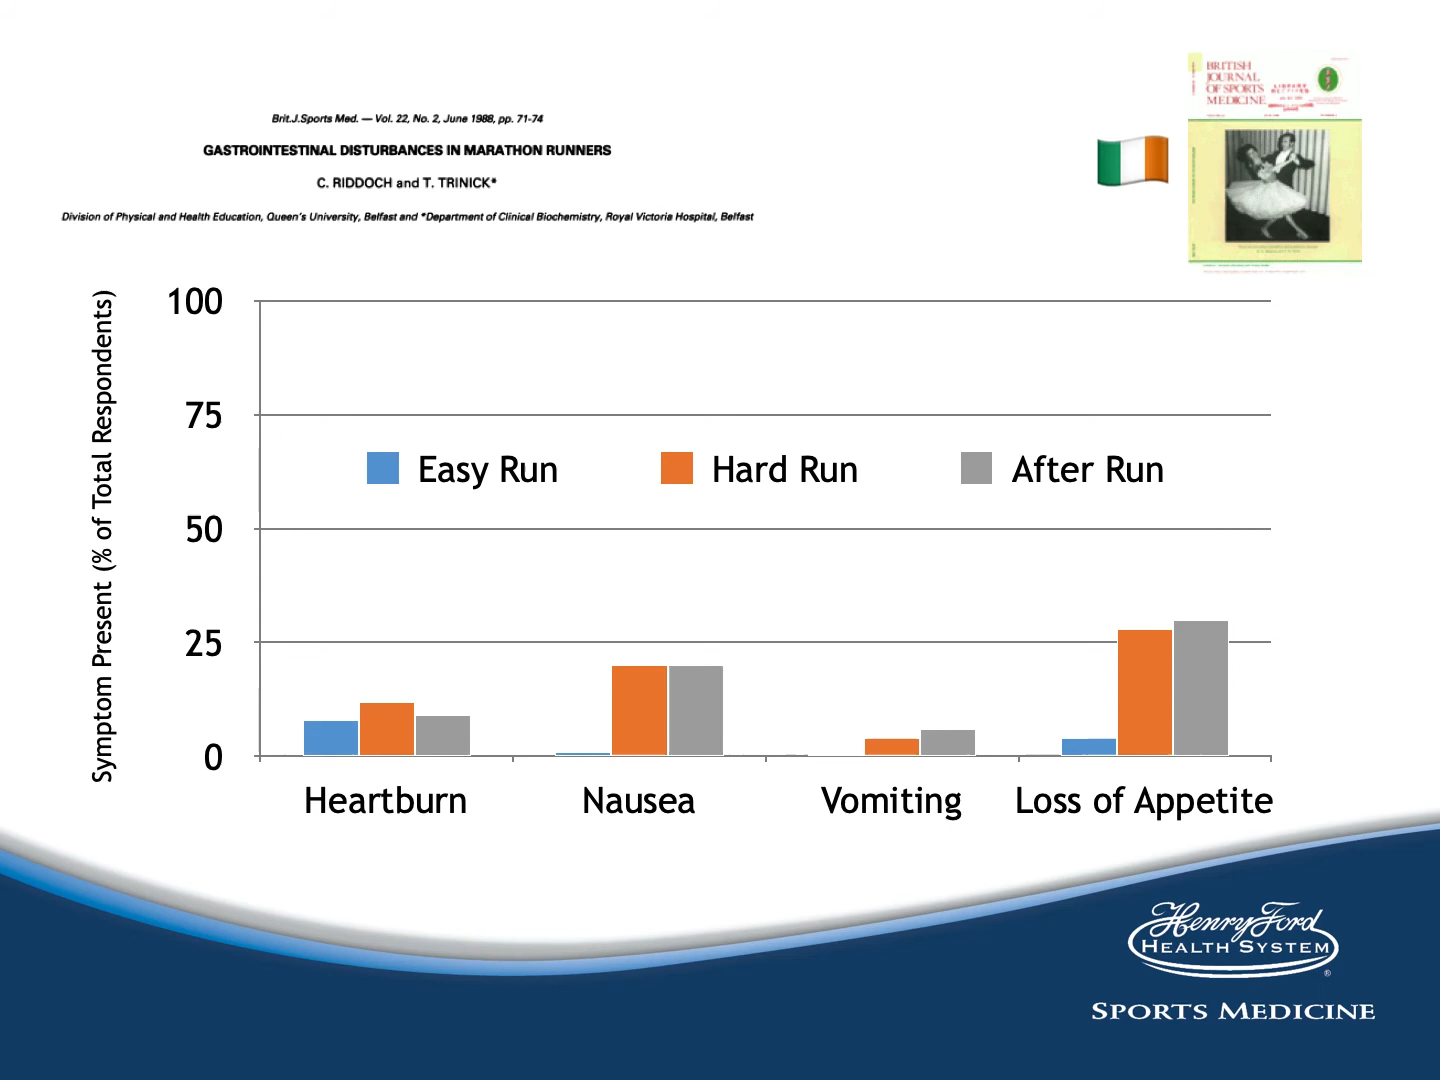 Brit.J.Sports Med. — Vol. 22, No. 2, June 1988, pp. 71-74
GASTROINTESTINAL DISTURBANCES IN MARATHON RUNNERS
C. RIDDOCH and T. TRINICK*
Division of Physical and Health Education, Queen's University, Belfast and *Department of Clinical Biochemistry, Royal Victoria Hospital, Belfast
BRITISH
JOURNAL
OF SPORTS
MEDICINE
Symptom Present (% of Total Respondents)
100
75
50
25
0
Easy Run
Hard Run
After Run
Heartburn
Nausea
Vomiting
Loss of Appetite
Henry Ford
HEALTH SYSTEM
®
SPORTS MEDICINE